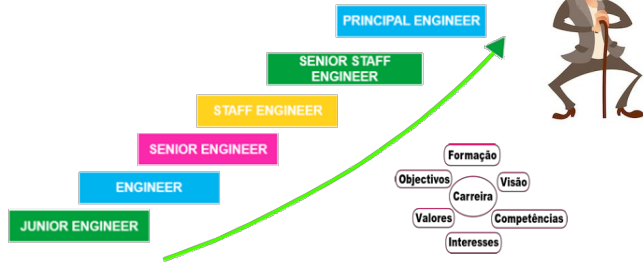 PRINCIPAL ENGINEER
SENIOR STAFF
ENGINEER
STAFF ENGINEER
SENIOR ENGINEER
ENGINEER
JUNIOR ENGINEER
Formação
Objectivos
Visão
Carreira
Valores
Competências
Interesses